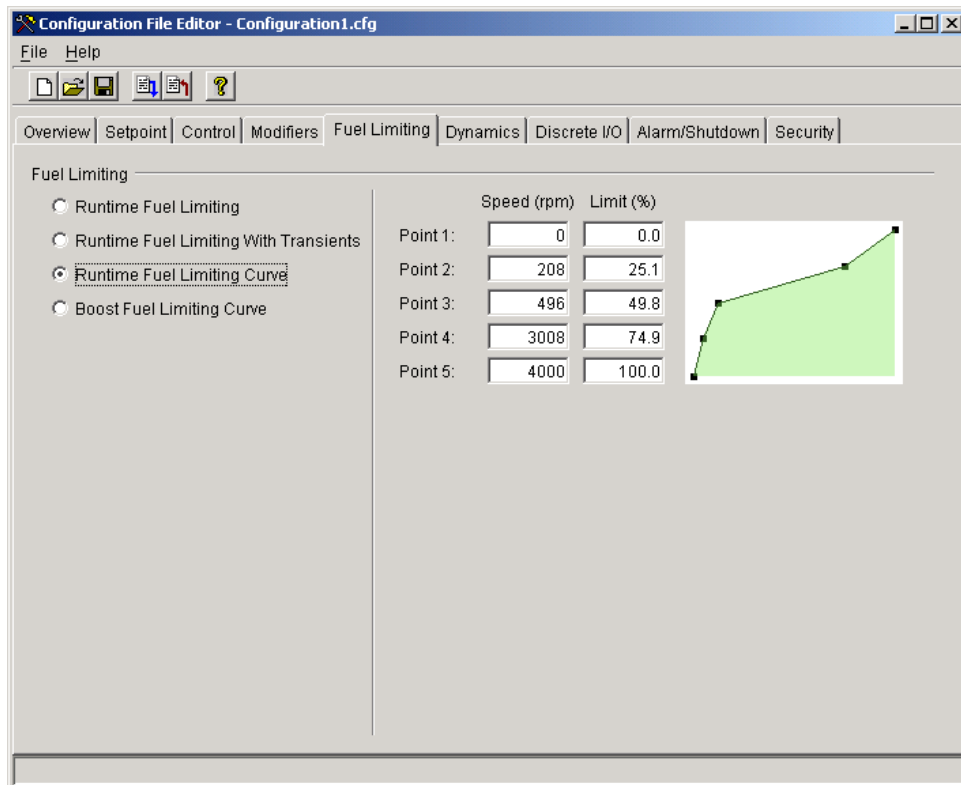 Configuration File Editor - Configuration1.cfg
File Help
Overview Setpoint Control Modifiers Fuel Limiting Dynamics Discrete I/O Alarm/Shutdown Security
Fuel Limiting
Runtime Fuel Limiting
Runtime Fuel Limiting With Transients
Runtime Fuel Limiting Curve
Boost Fuel Limiting Curve
Speed (rpm) Limit (%)
Point 1: 0 0.0
Point 2: 208 25.1
Point 3: 496 49.8
Point 4: 3008 74.9
Point 5: 4000 100.0